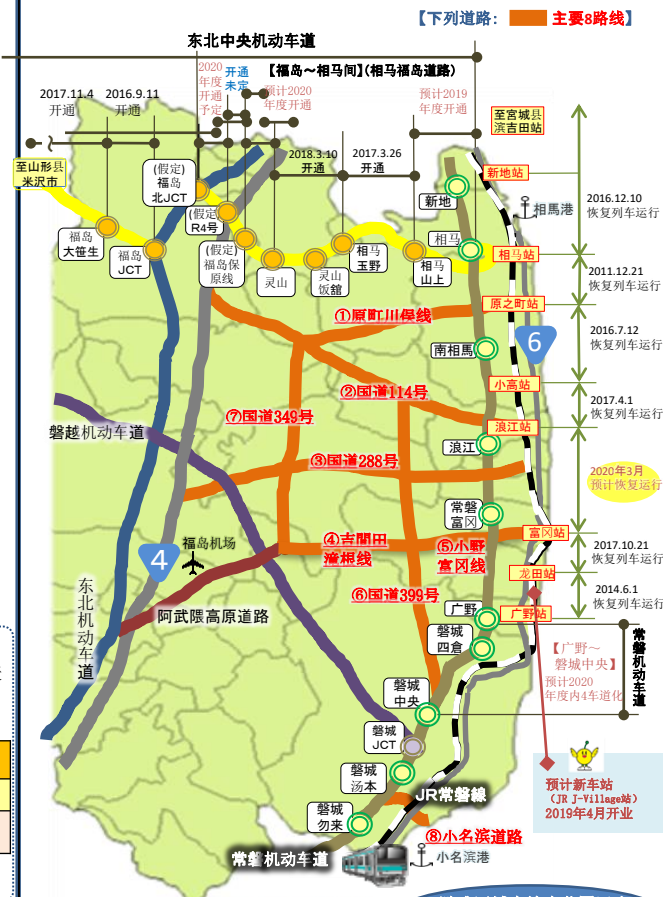 【下列道路： 主要8路线】
东北中央机动车道
【福岛～相马间】（相马福岛道路）
2020
年度
开通
予定
开通
未定
预计2020
年度开通
预计2019
年度开通
2017.11.4
开通
2016.9.11
开通
2018.3.10
开通
2017.3.26
开通
至宮城县
浜吉田站
至山形县
米沢市
(假定)
福岛
北JCT
(假定)
R4号
(假定)
福岛保
原线
福岛
大笹生
福岛
JCT
灵山
灵山
饭舘
相马
玉野
相马
山上
新地
相马
新地站
相馬港
相马站
2016.12.10
恢复列车运行
2011.12.21
恢复列车运行
原之町站
①原町川俣线
南相馬
6
2016.7.12
恢复列车运行
小高站
②国道114号
⑦国道349号
2017.4.1
恢复列车运行
浪江站
浪江
磐越机动车道
③国道288号
2020年3月
预计恢复运行
常磐
富冈
富冈站
④吉間田
滝根线
⑤小野
富冈线
福岛机场
4
2017.10.21
恢复列车运行
龙田站
⑥国道399号
2014.6.1
恢复列车运行
广野
广野站
阿武隈高原道路
东北机动车道
磐城
四倉
【广野～
磐城中央】
预计2020
年度内4车道化
常磐机动车道
磐城
中央
磐城
JCT
磐城
汤本
预计新车站
（JR J-Village站）
2019年4月开业
JR常磐線
磐城
勿来
⑧小名滨道路
常磐机动车道
小名滨港